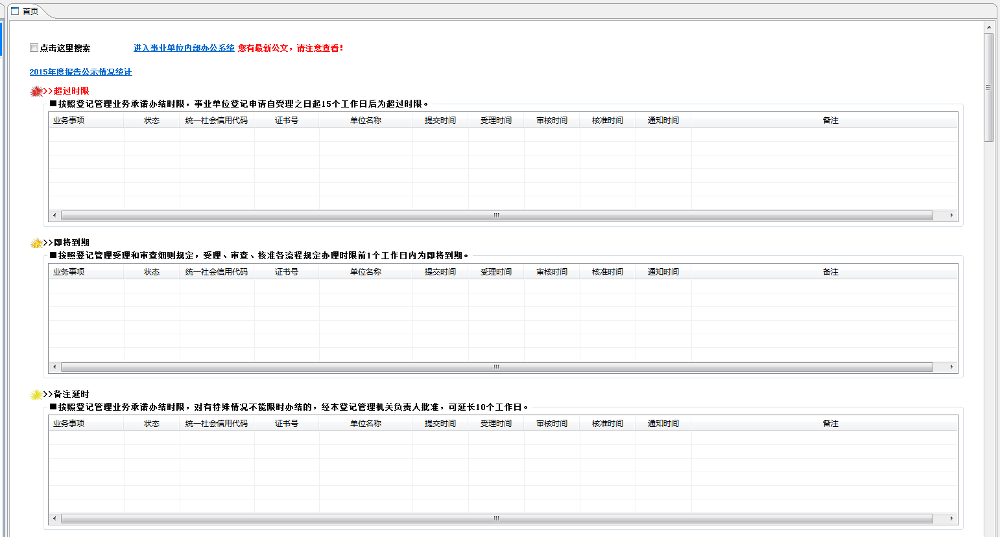 首页
点击这里搜索 进入事业单位内部办公系统 您有最新公文，请注意查看！
2015年度报告公示情况统计
>>超过时限
■按照登记管理业务承诺办结时限，事业单位登记申请自受理之日起15个工作日后为超过时限。
业务事项 状态 统一社会信用代码 证书号 单位名称 提交时间 受理时间 审核时间 核准时间 通知时间 备注
>>即将到期
■按照登记管理受理和审查细则规定，受理、审查、核准各流程规定办理时限前1个工作日内为即将到期。
业务事项 状态 统一社会信用代码 证书号 单位名称 提交时间 受理时间 审核时间 核准时间 通知时间 备注
>>备注延时
■按照登记管理业务承诺办结时限，对有特殊情况不能限时办结的，经本登记管理机关负责人批准，可延长10个工作日。
业务事项 状态 统一社会信用代码 证书号 单位名称 提交时间 受理时间 审核时间 核准时间 通知时间 备注